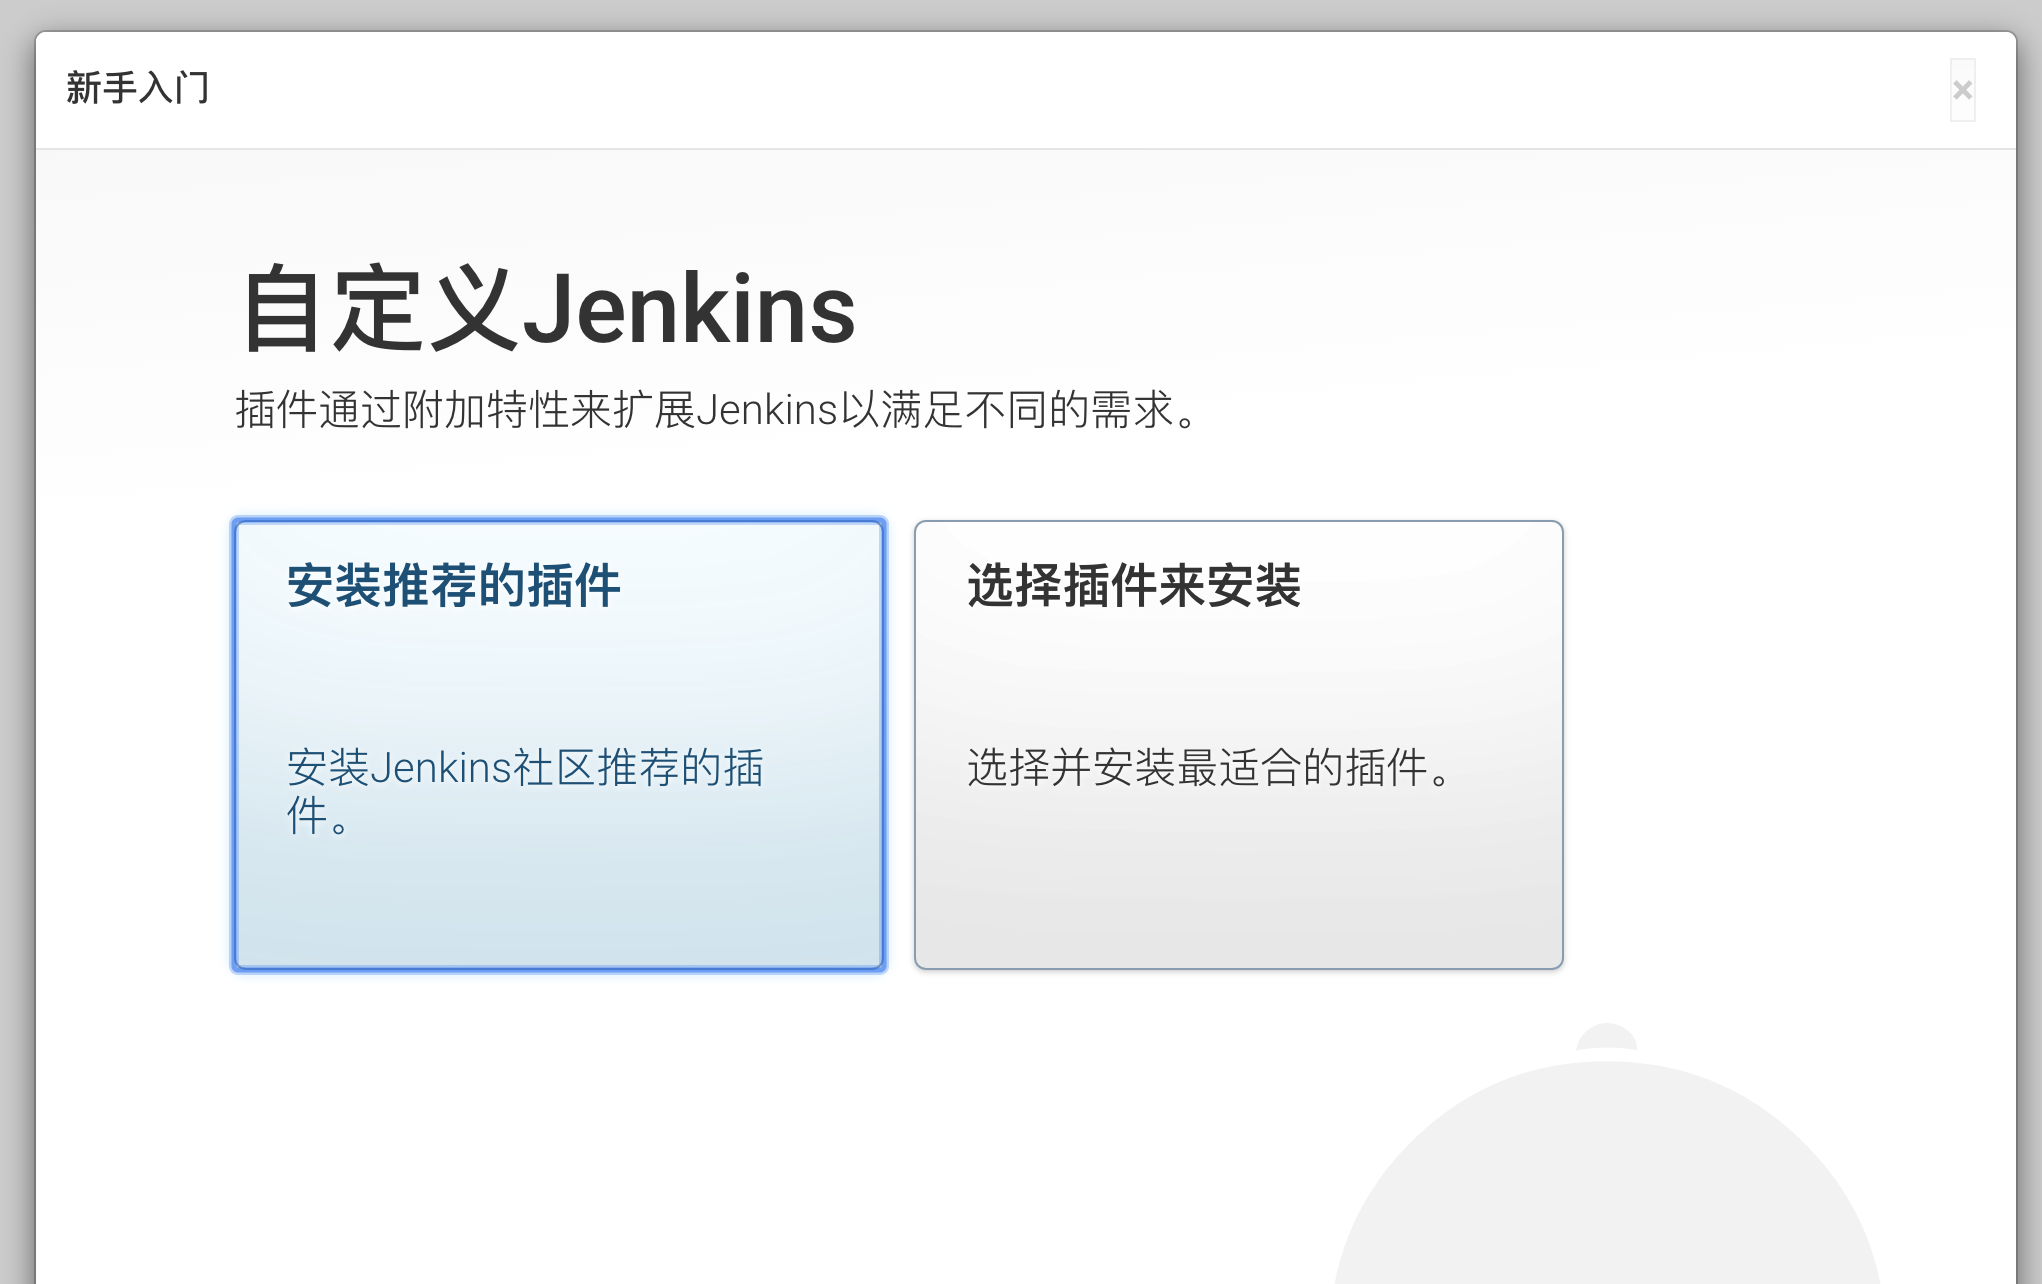 新手入门
×
自定义Jenkins
插件通过附加特性来扩展Jenkins以满足不同的需求。
安装推荐的插件
安装Jenkins社区推荐的插
件。
选择插件来安装
选择并安装最适合的插件。